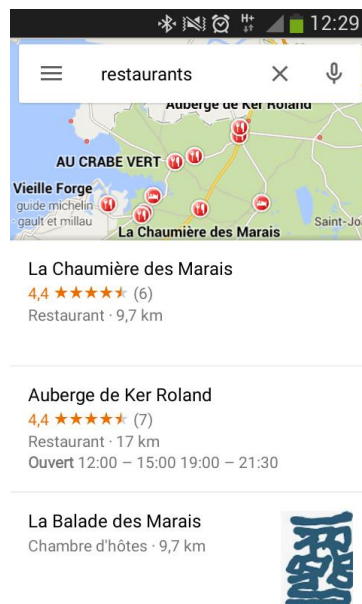 H+
12:29
restaurants
Auberge de Ker Roland
AU CRABE VERT
Vieille Forge
guide michelin
gault et millau
Saint-Jo
La Chaumière des Marais
La Chaumière des Marais
4,4 ★★★★★ (6)
Restaurant · 9,7 km
Auberge de Ker Roland
4,4 ★★★★★ (7)
Restaurant · 17 km
Ouvert 12:00 – 15:00 19:00 – 21:30
La Balade des Marais
Chambre d'hôtes · 9,7 km